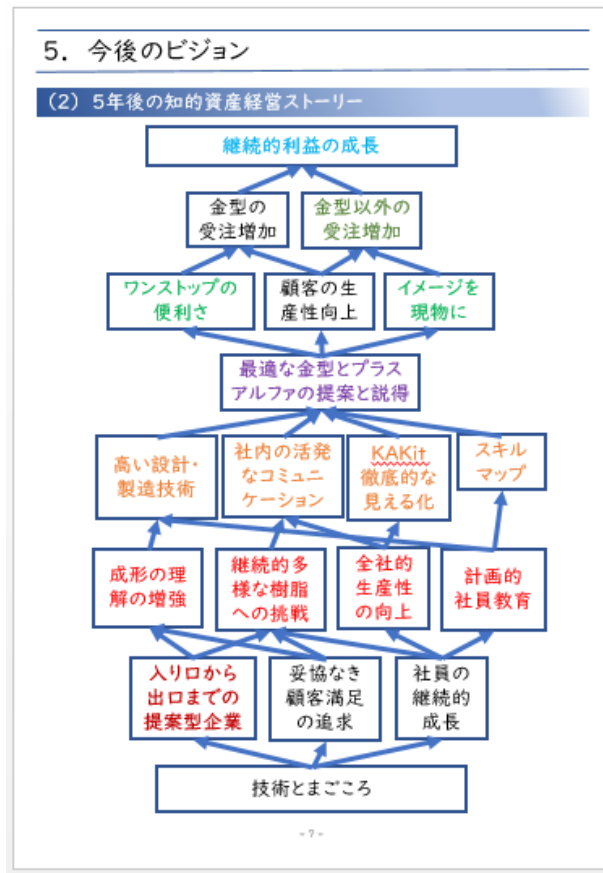 5．今後のビジョン
（2）5年後の知的資産経営ストーリー
継続的利益の成長
金型の
受注増加
金型以外の
受注増加
ワンストップの
便利さ
顧客の生
産性向上
イメージを
現物に
最適な金型とプラス
アルファの提案と説得
高い設計・
製造技術
社内の活発
なコミュニ
ケーション
KAKit
徹底的な
見える化
スキル
マップ
成形の理
解の増強
継続的多
様な樹脂
への挑戦
全社的
生産性
の向上
計画的
社員教育
入り口から
出口までの
提案型企業
妥協なき
顧客満足
の追求
社員の
継続的
成長
技術とまごころ
- 7 -